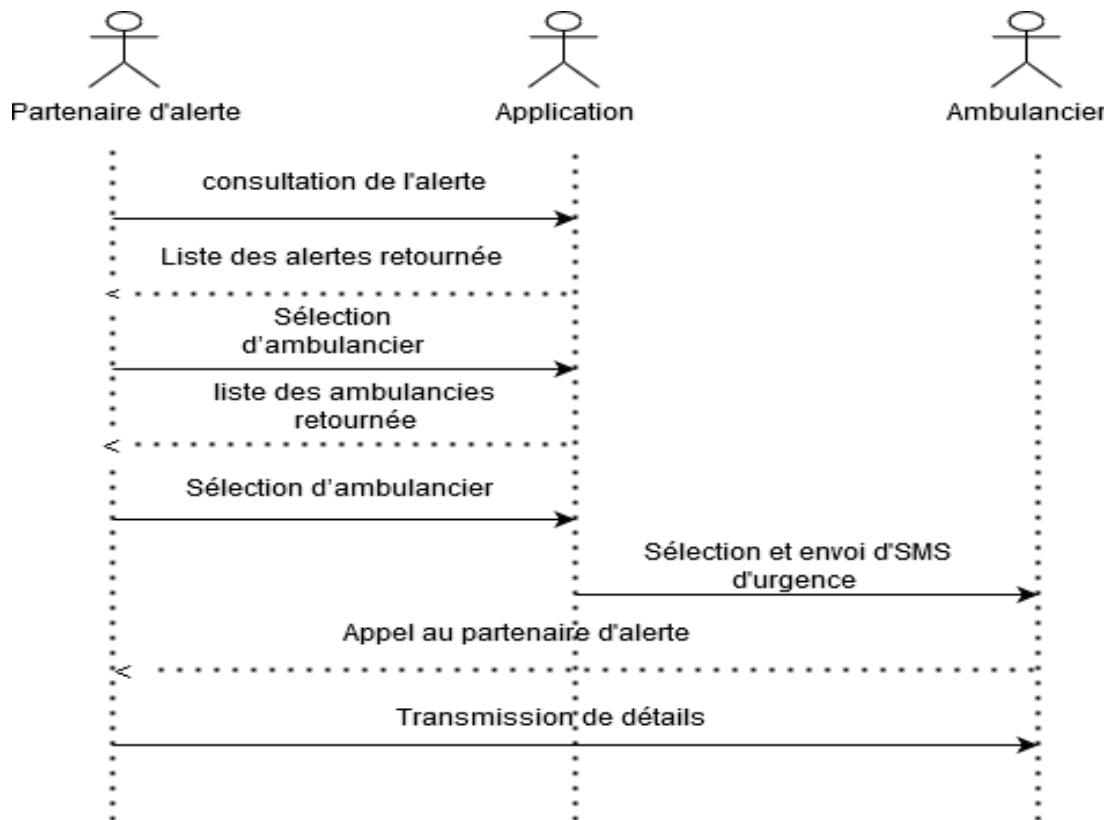 Partenaire d'alerte
Application
Ambulancier
consultation de l'alerte
Liste des alertes retournée
Sélection
d’ambulancier
liste des ambulancies
retournée
Sélection d’ambulancier
Sélection et envoi d'SMS
d'urgence
Appel au partenaire d'alerte
Transmission de détails